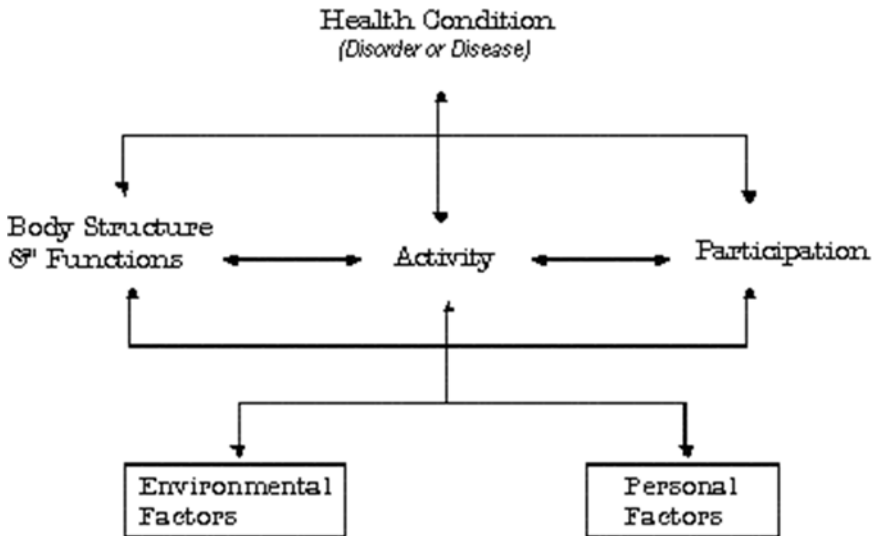 Health Condition
(Disorder or Disease)
Body Structure
& Functions
Activity
Participation
Environmental
Factors
Personal
Factors